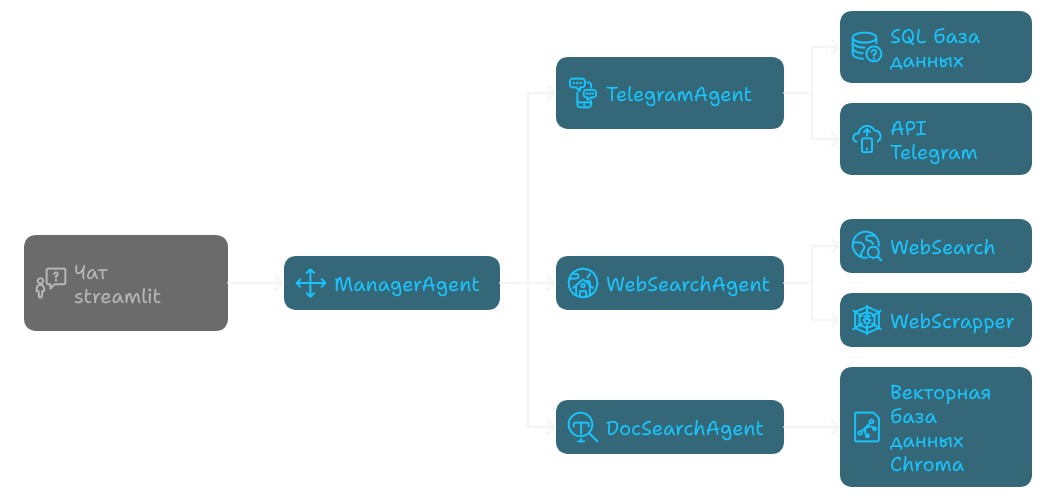 Чат
streamlit
ManagerAgent
TelegramAgent
SQL база
данных
API
Telegram
WebSearchAgent
WebSearch
WebScrapper
DocSearchAgent
Векторная
база
данных
Chroma